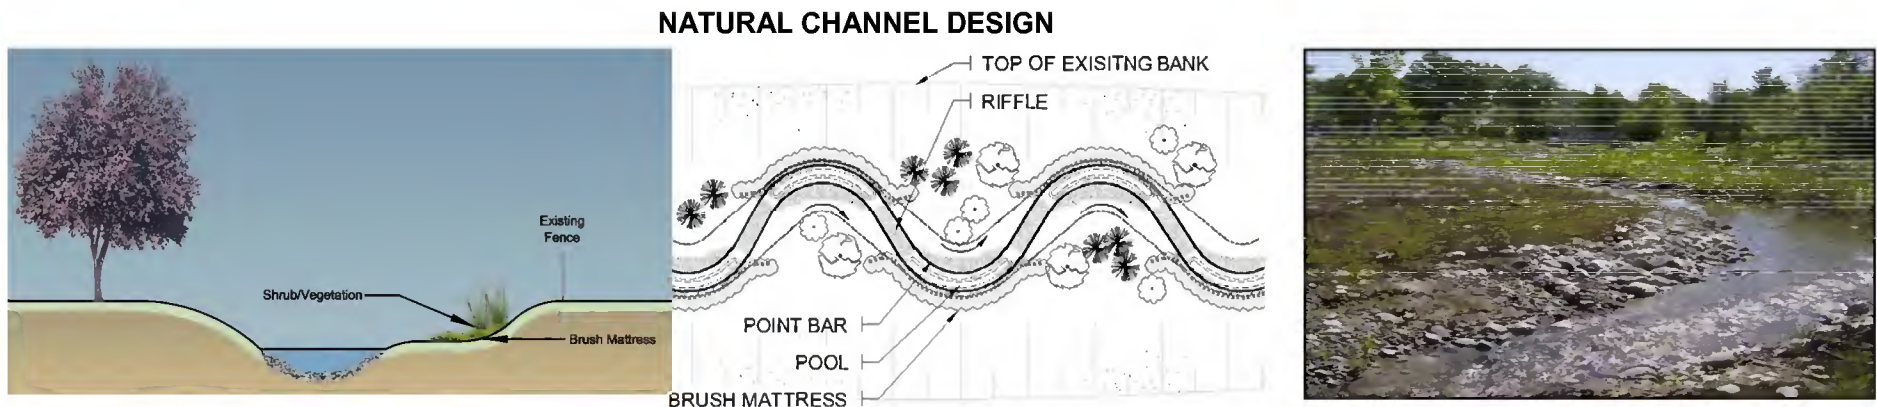 NATURAL CHANNEL DESIGN
Existing
Fence
Shrub/Vegetation
Brush Mattress
TOP OF EXISITNG BANK
RIFFLE
POINT BAR
POOL
BRUSH MATTRESS